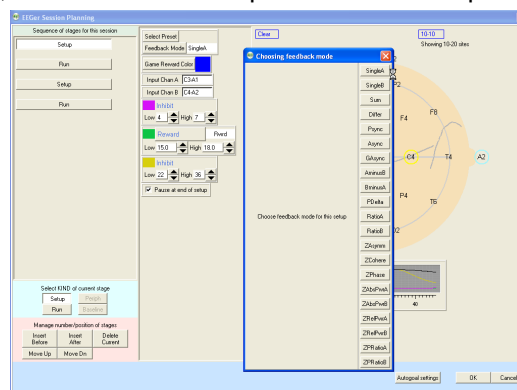 EEGer Session Planning
Sequence of stages for this session
Setup
Run
Setup
Run
Select KIND of current stage
Setup
Periph
Run
Baseline
Manage number/position of stages
Insert Before
Insert After
Delete Current
Move Up
Move Dn
Select Preset
Feedback Mode SingleA
Game Reward Color
Input Chan A C3-A1
Input Chan B C4-A2
Inhibit
Low 4 High 7
Reward
Low 15.0 High 18.0
Inhibit
Low 22 High 36
Pause at end of setup
Clear
10-10
Showing 10-20 sites
Choosing feedback mode
Choose feedback mode for this setup
SingleA
SingleB
Sum
Differ
Psync
Async
GAsync
AminusB
BminusA
PDelta
RatioA
RatioB
ZAsymm
ZCohere
ZPhase
ZAbsPwrA
ZAbsPwrB
ZRelPwrA
ZRelPwrB
ZPRatioA
ZPRatioB
F4
F8
C4
T4
A2
P4
T6
40
Autogoal settings
OK
Cancel